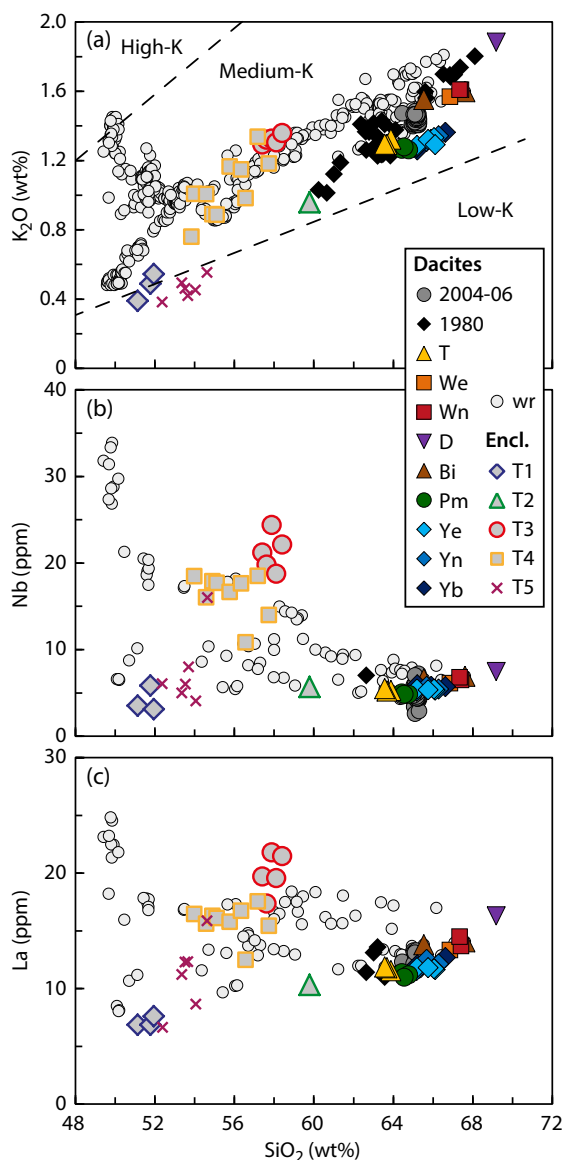 2.0
(a)
High-K
Medium-K
1.6
1.2
K₂O (wt%)
0.8
Low-K
0.4
0
Dacites
2004-06
1980
T
We
Wn
D
Bi
Pm
Ye
Yn
Yb
wr
Encl.
T1
T2
T3
T4
T5
40
(b)
30
Nb (ppm)
20
10
0
30
(c)
20
La (ppm)
10
0
48 52 56 60 64 68 72
SiO₂ (wt%)